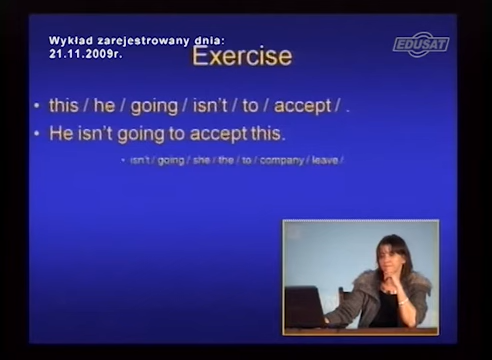 Wykład zarejestrowany dnia:
21.11.2009r.
EDUSAT
Exercise
• this / he / going / isn't / to / accept / .
• He isn't going to accept this.
• isn't / going / she / the / to / company / leave /